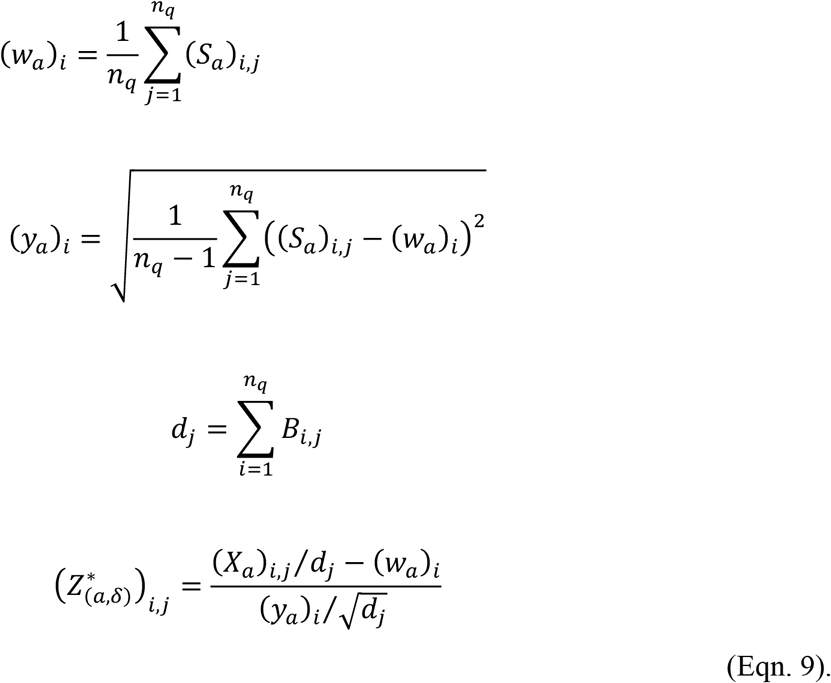 (w_a)_i = \frac{1}{n_q} \sum_{j=1}^{n_q} (S_a)_{i,j}
(y_a)_i = \sqrt{\frac{1}{n_q - 1} \sum_{j=1}^{n_q} ((S_a)_{i,j} - (w_a)_i)^2}
d_j = \sum_{i=1}^{n_q} B_{i,j}
(Z^*_{(a,\delta)})_{i,j} = \frac{(X_a)_{i,j}/d_j - (w_a)_i}{(y_a)_i/\sqrt{d_j}}
(Eqn. 9).